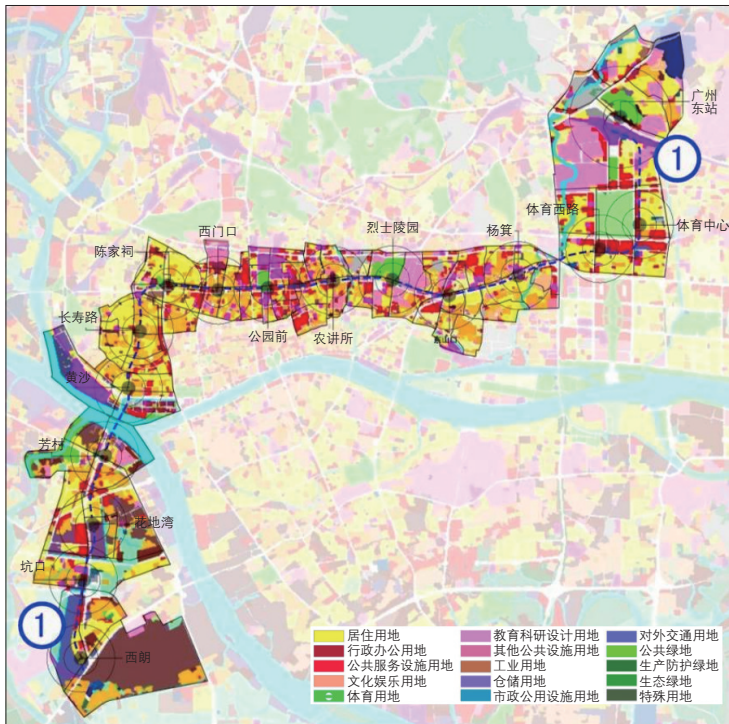 广州
东站
1
体育西路
体育中心
杨箕
烈士陵园
西门口
陈家祠
长寿路
公园前
农讲所
黄沙
芳村
花地湾
坑口
1
西朗
居住用地
行政办公用地
公共服务设施用地
文化娱乐用地
体育用地
教育科研设计用地
其他公共设施用地
工业用地
仓储用地
市政公用设施用地
对外交通用地
公共绿地
生产防护绿地
生态绿地
特殊用地